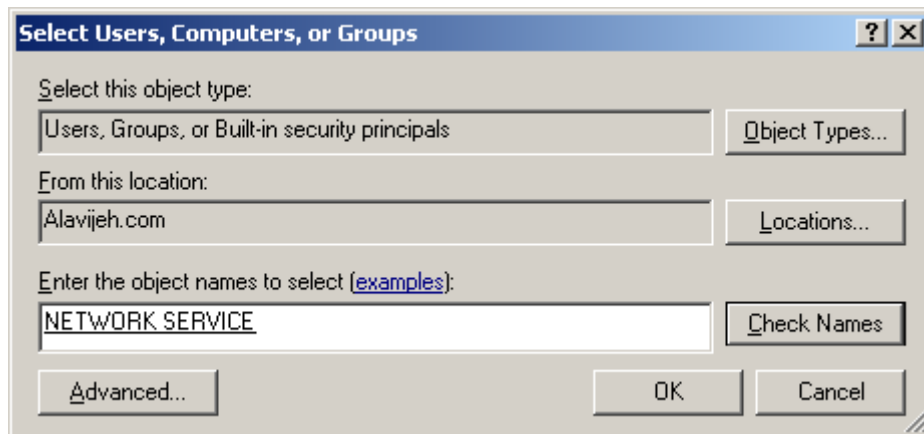 Select Users, Computers, or Groups
Select this object type:
Users, Groups, or Built-in security principals
Object Types...
From this location:
Alavijeh.com
Locations...
Enter the object names to select (examples):
NETWORK SERVICE
Check Names
Advanced...
OK
Cancel